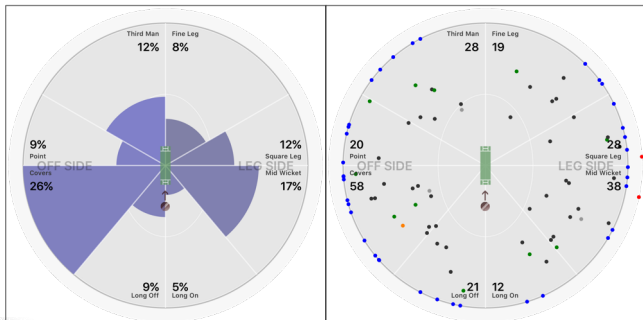 Third Man
Fine Leg
12%
8%
9%
Point
OFF SIDE
Covers
26%
12%
LEG SIDE
Square Leg
Mid Wicket
17%
9%
Long Off
5%
Long On
Third Man
Fine Leg
28
19
20
Point
OFF SIDE
Covers
58
28
LEG SIDE
Square Leg
Mid Wicket
38
21
Long Off
12
Long On